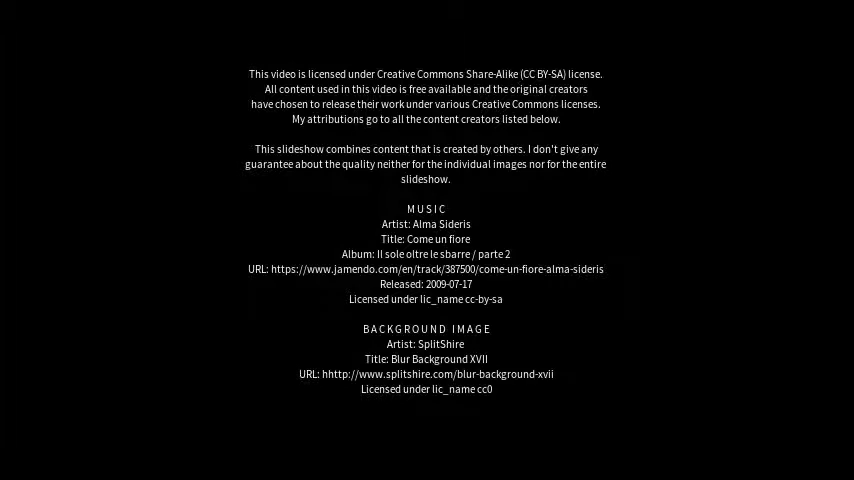 This video is licensed under Creative Commons Share-Alike (CC BY-SA) license.
All content used in this video is free available and the original creators
have chosen to release their work under various Creative Commons licenses.
My attributions go to all the content creators listed below.
This slideshow combines content that is created by others. I don't give any
guarantee about the quality neither for the individual images nor for the entire
slideshow.
MUSIC
Artist: Alma Sideris
Title: Come un fiore
Album: Il sole oltre le sbarre / parte 2
URL: https://www.jamendo.com/en/track/387500/come-un-fiore-alma-sideris
Released: 2009-07-17
Licensed under lic_name cc-by-sa
BACKGROUND IMAGE
Artist: SplitShire
Title: Blur Background XVII
URL: hhttp://www.splitshire.com/blur-background-xvii
Licensed under lic_name cc0